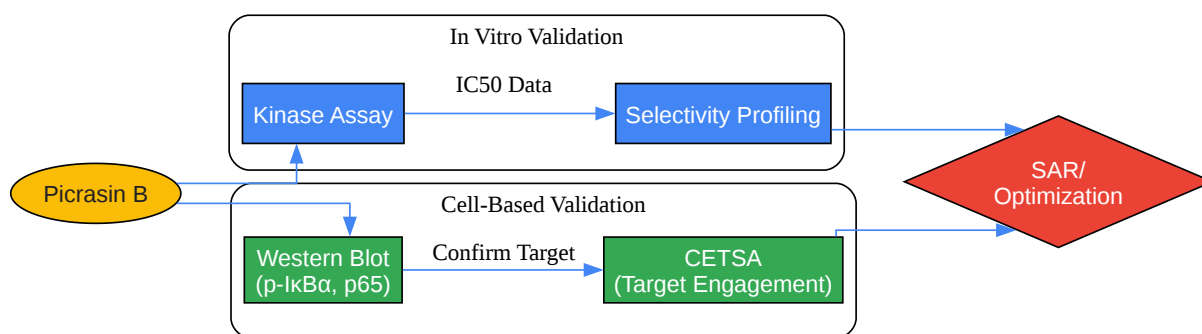 In Vitro Validation
IC50 Data
Kinase Assay
Selectivity Profiling
Picrasin B
SAR/
Optimization
Cell-Based Validation
Western Blot
(p-IκBα, p65)
Confirm Target
CETSA
(Target Engagement)